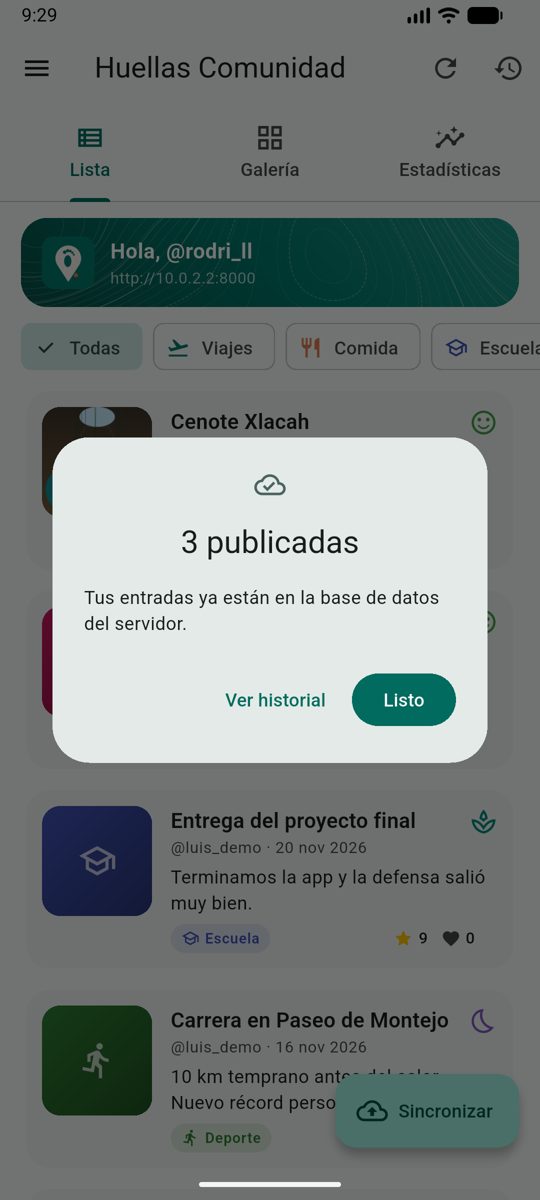 9:29
Huellas Comunidad
Lista
Galería
Estadísticas
Hola, @rodri_ll
http://10.0.2.2:8000
Todas
Viajes
Comida
Escuela
Cenote Xlacah
3 publicadas
Tus entradas ya están en la base de datos
del servidor.
Ver historial
Listo
Entrega del proyecto final
@luis_demo · 20 nov 2026
Terminamos la app y la defensa salió
muy bien.
Escuela
9
0
Carrera en Paseo de Montejo
@luis_demo · 16 nov 2026
10 km temprano antes del calor.
Nuevo récord perso
Sincronizar
Deporte